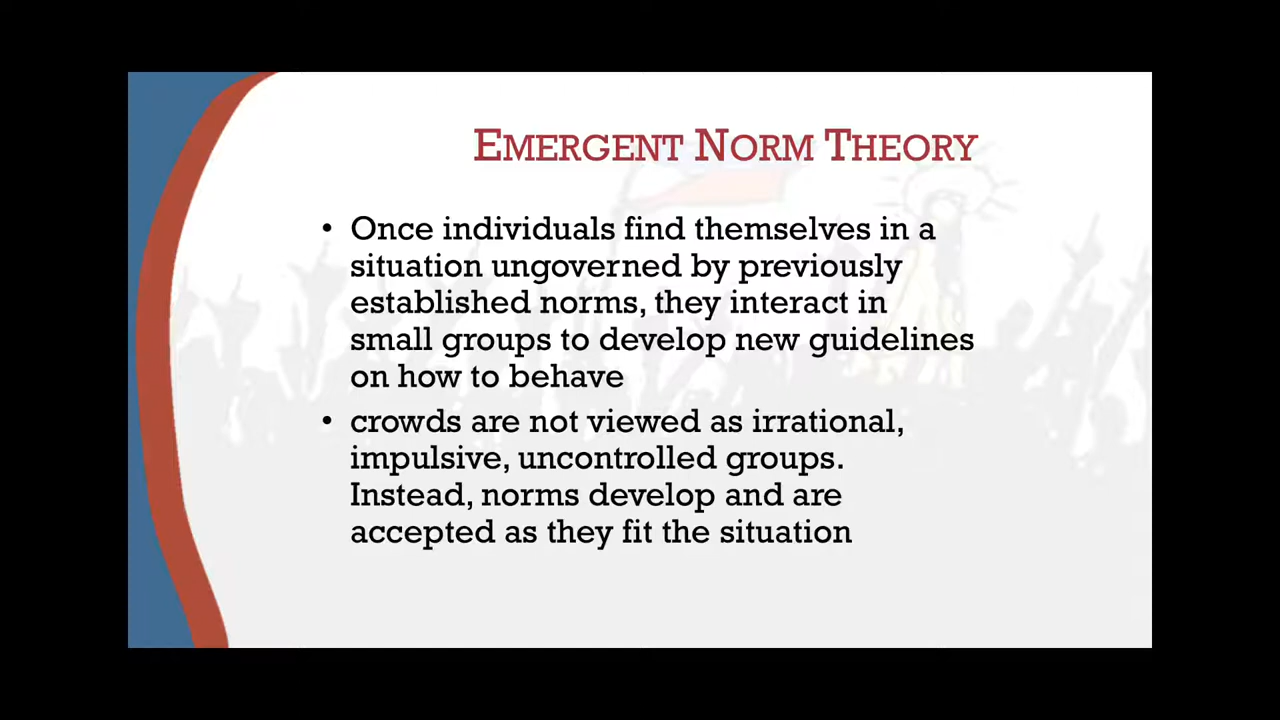 EMERGENT NORM THEORY
• Once individuals find themselves in a
situation ungoverned by previously
established norms, they interact in
small groups to develop new guidelines
on how to behave
• crowds are not viewed as irrational,
impulsive, uncontrolled groups.
Instead, norms develop and are
accepted as they fit the situation